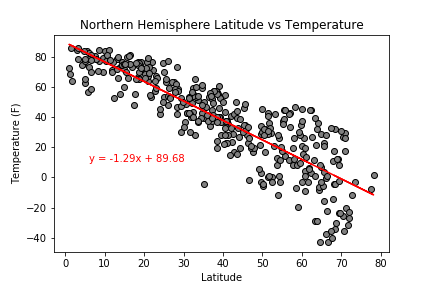 Northern Hemisphere Latitude vs Temperature
Temperature (F)
80
60
40
20
0
−20
−40
y = -1.29x + 89.68
0 10 20 30 40 50 60 70 80
Latitude